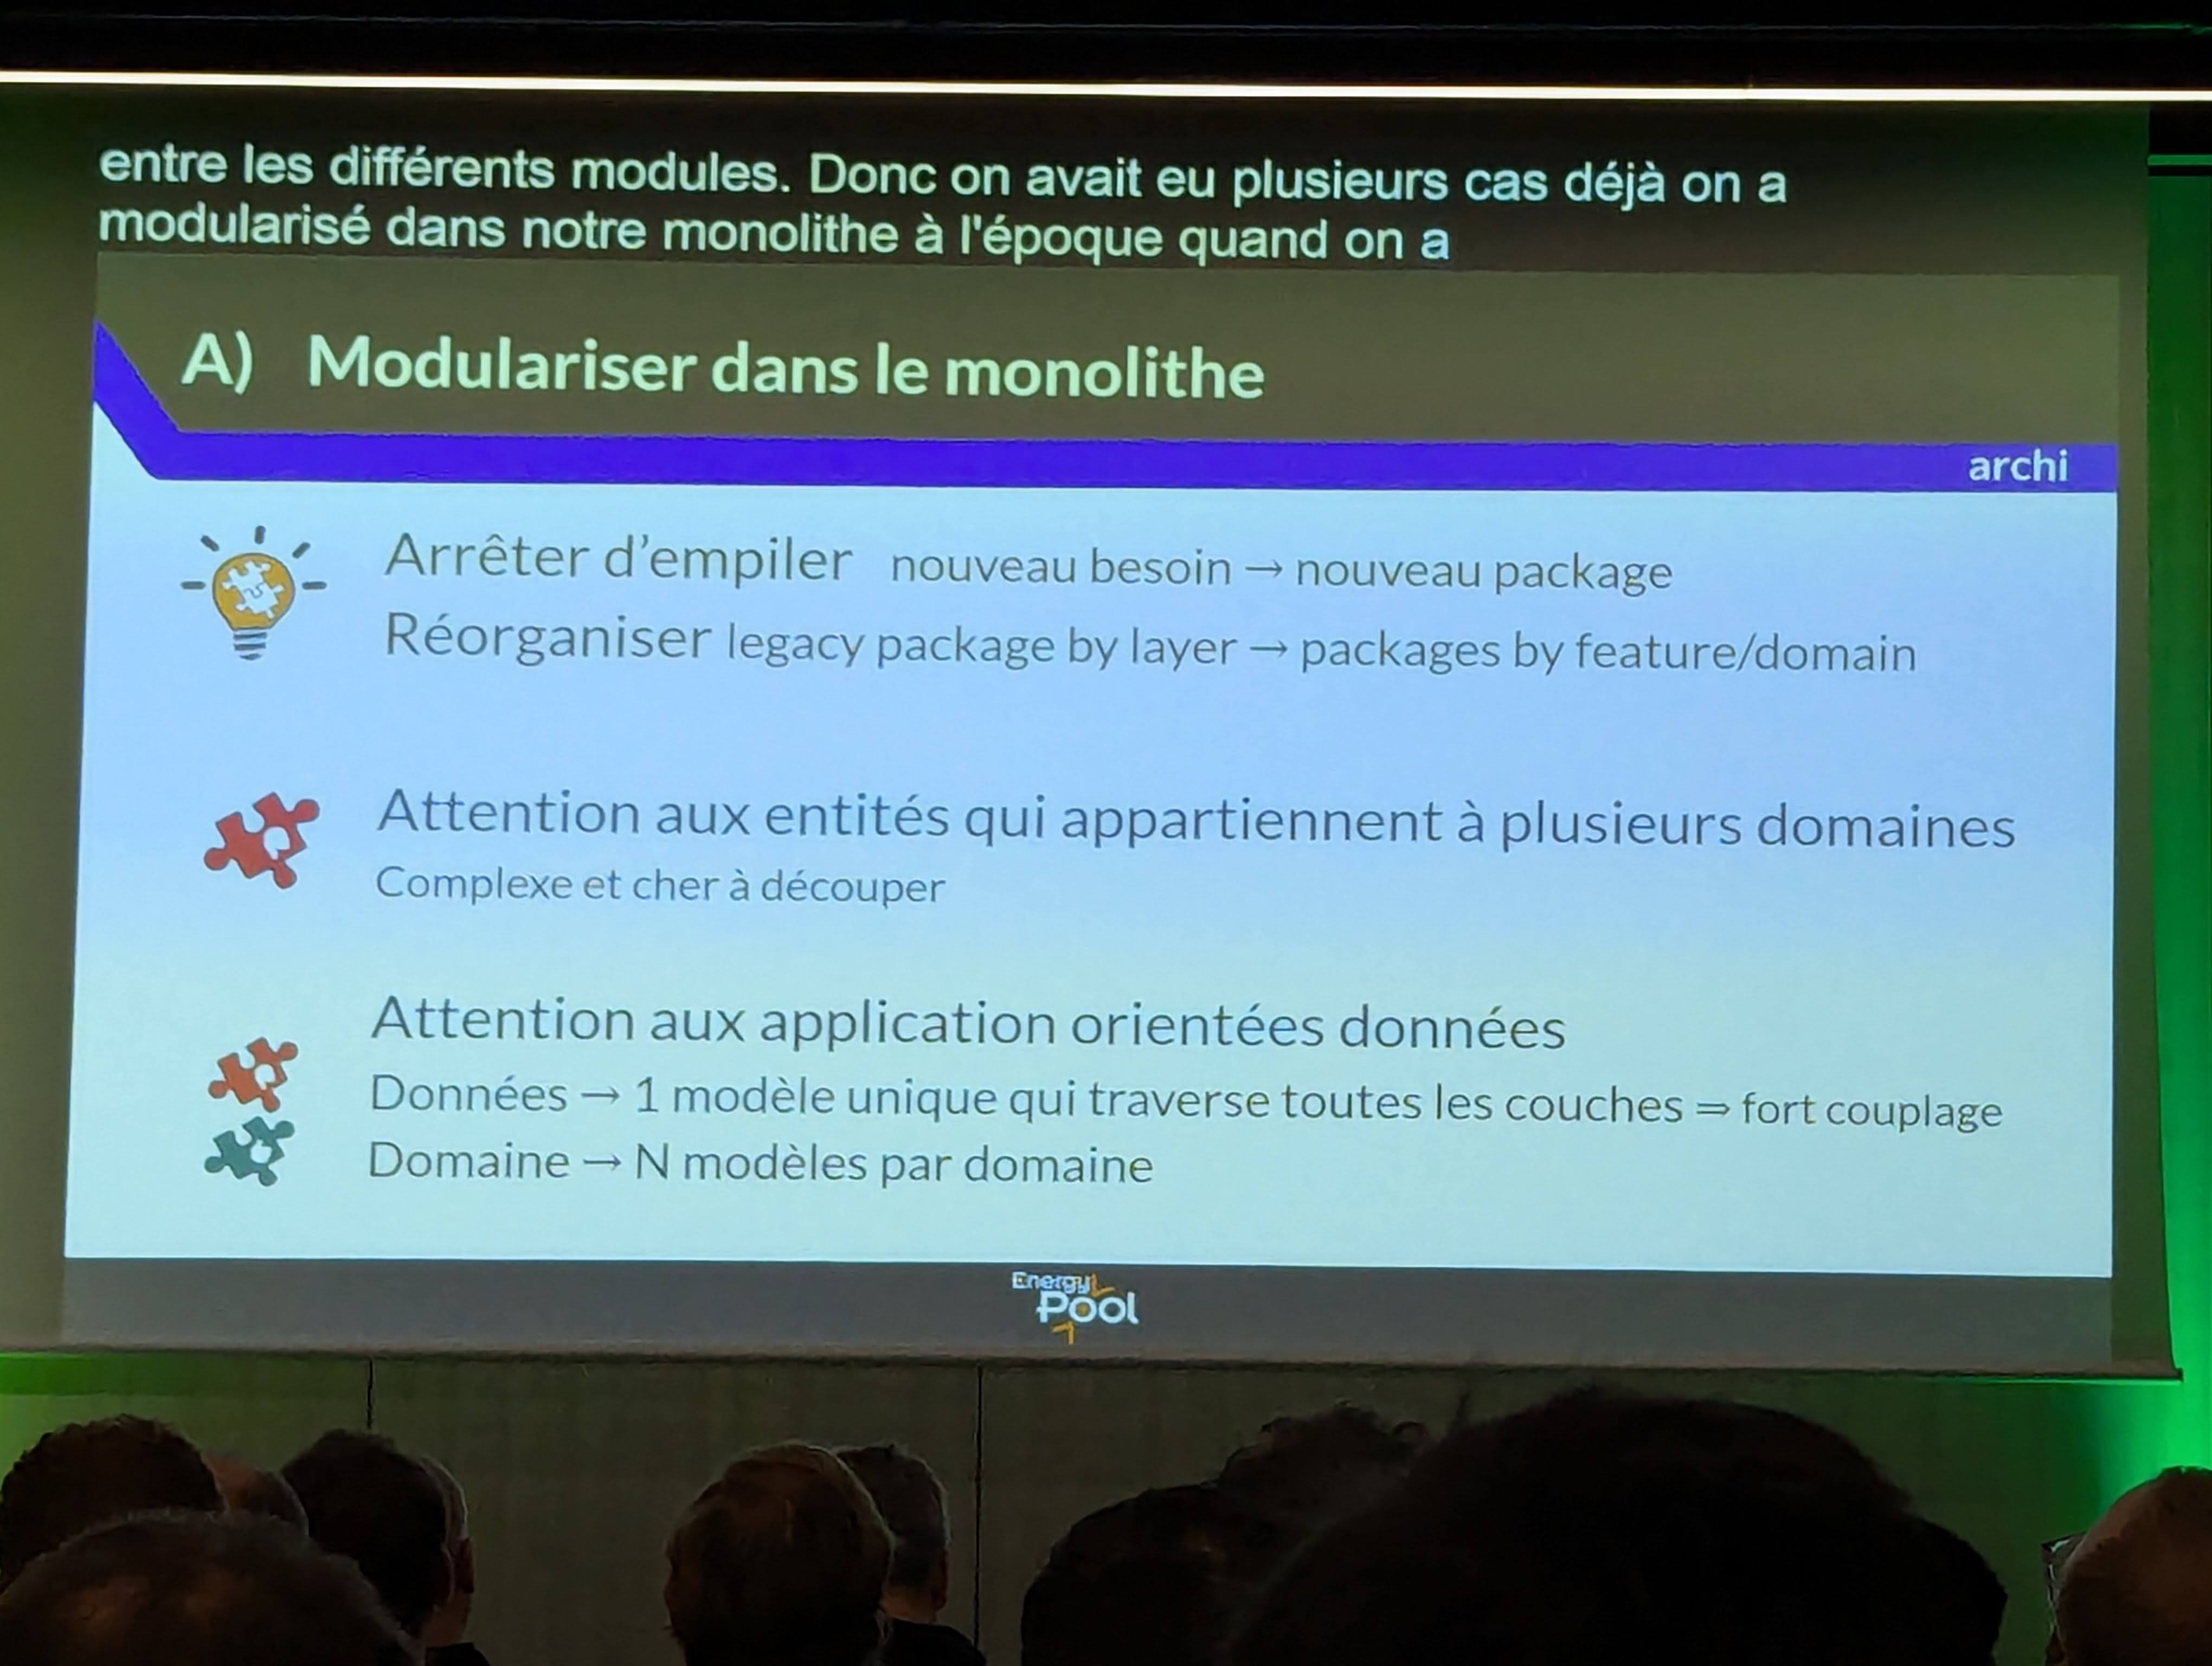 entre les différents modules. Donc on avait eu plusieurs cas déjà on a
modularisé dans notre monolithe à l'époque quand on a
A) Modulariser dans le monolithe
archi
Arrêter d'empiler nouveau besoin → nouveau package
Réorganiser legacy package by layer → packages by feature/domain
Attention aux entités qui appartiennent à plusieurs domaines
Complexe et cher à découper
Attention aux application orientées données
Données → 1 modèle unique qui traverse toutes les couches ⇒ fort couplage
Domaine → N modèles par domaine
Energy
Pool